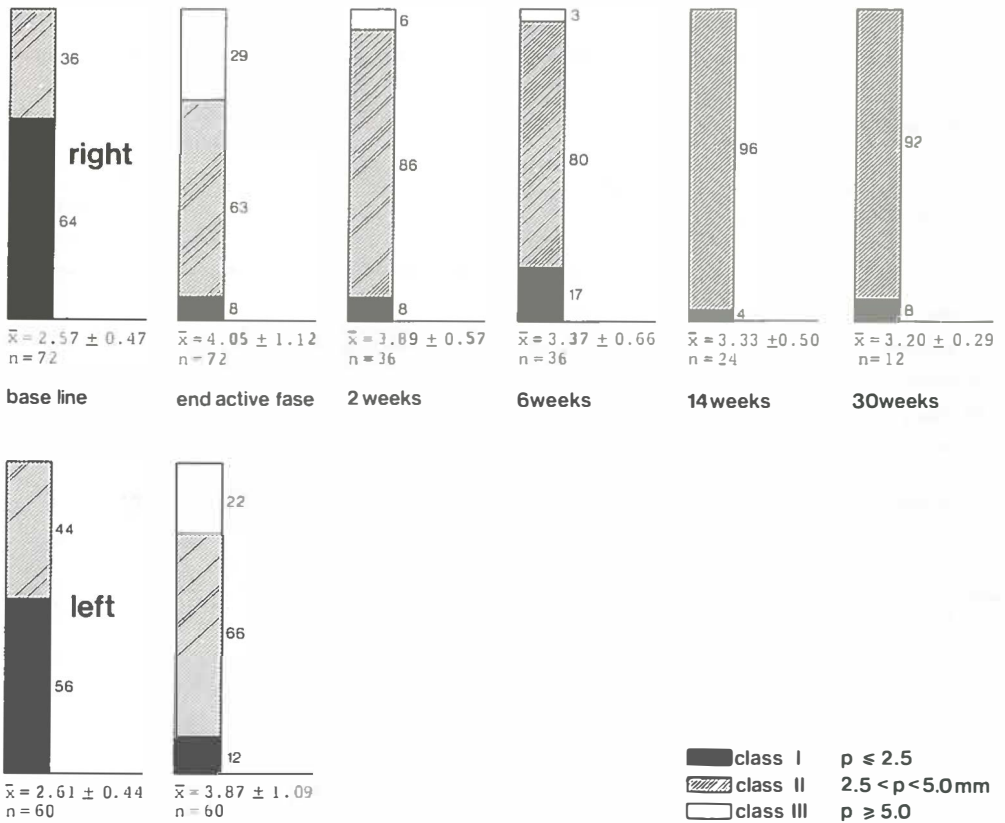 36
64
right
x̄ = 2.57 ± 0.47
n = 72
base line
29
63
8
x̄ = 4.05 ± 1.12
n = 72
end active fase
6
86
8
x̄ = 3.89 ± 0.57
n = 36
2 weeks
3
80
17
x̄ = 3.37 ± 0.66
n = 36
6weeks
96
4
x̄ = 3.33 ±0.50
n = 24
14weeks
92
8
x̄ = 3.20 ± 0.29
n = 12
30weeks
44
left
56
x̄ = 2.61 ± 0.44
n = 60
22
66
12
x̄ = 3.87 ± 1.09
n = 60
class I p ≤ 2.5
class II 2.5 < p < 5.0mm
class III p ≥ 5.0